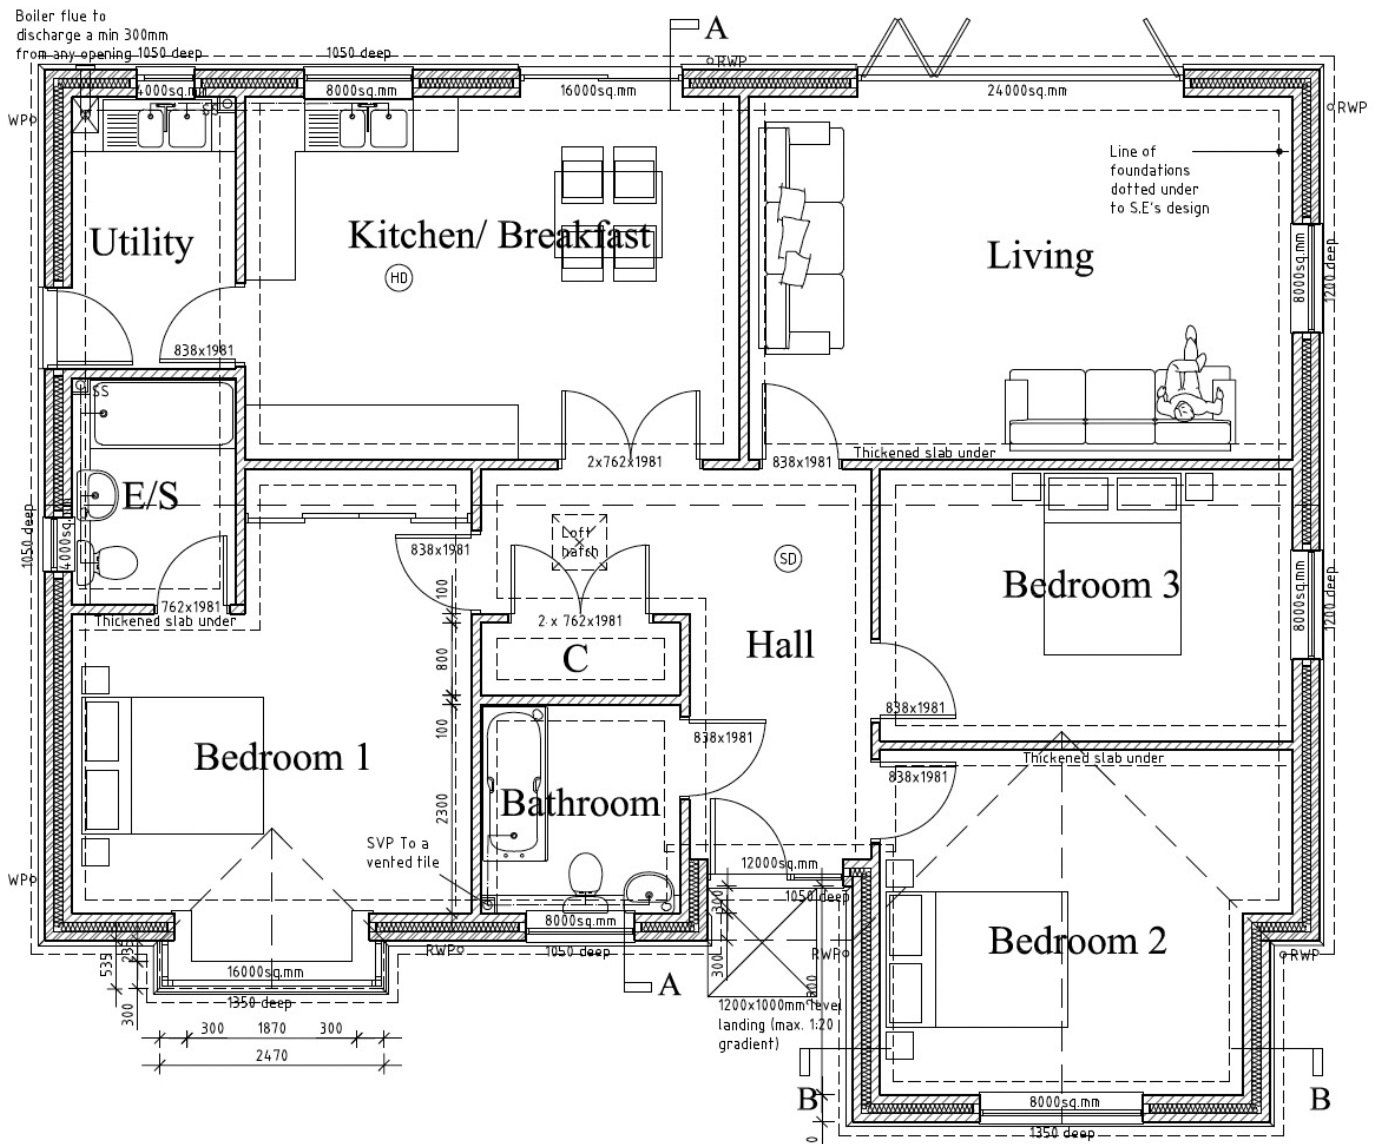 Boiler flue to
discharge a min 300mm
from any opening
1050 deep
1050 deep
A
RWP
4000sq.mm
8000sq.mm
16000sq.mm
24000sq.mm
RWP
WP
SS
Line of
foundations
dotted under
to S.E's design
Utility
Kitchen/ Breakfast
Living
HD
8000sq.mm
1200 deep
838x1981
SS
2x762x1981
838x1981
Thickened slab under
E/S
1050 deep
4000sq.mm
Loft
hatch
838x1981
SD
Bedroom 3
8000sq.mm
1200 deep
762x1981
Thickened slab under
100
2 x 762x1981
Hall
C
800
838x1981
100
838x1981
Thickened slab under
838x1981
Bedroom 1
Bathroom
2300
SVP To a
vented tile
12000sq.mm
WP
300
1050 deep
8000sq.mm
Bedroom 2
RWP
1050 deep
RWP
RWP
535
235
16000sq.mm
300
A
1350 deep
300
1200x1000mm level
landing (max. 1:20
gradient)
300
1870
300
2470
B
B
8000sq.mm
1350 deep